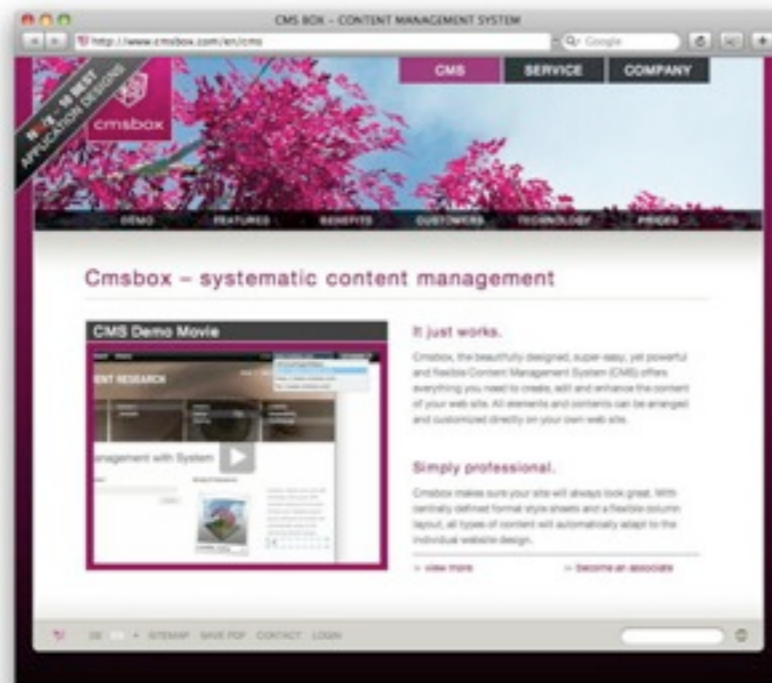 CMS BOX – CONTENT MANAGEMENT SYSTEM
http://www.cmsbox.com/en/cms
Google
10 BEST
APPLICATION DESIGNS
cmsbox
CMS SERVICE COMPANY
DEMO FEATURES BENEFITS CUSTOMERS TECHNOLOGY PRICES
Cmsbox – systematic content management
CMS Demo Movie
ENT RESEARCH
anagement with System
It just works.
Cmsbox, the beautifully designed, super-easy, yet powerful
and flexible Content Management System (CMS) offers
everything you need to create, edit and enhance the content
of your web site. All elements and contents can be arranged
and customized directly on your own web site.
Simply professional.
Cmsbox makes sure your site will always look great. With
centrally defined format style sheets and a flexible column
layout, all types of content will automatically adapt to the
individual website design.
» view more » become an associate
DE SITEMAP SAVE PDF CONTACT LOGIN